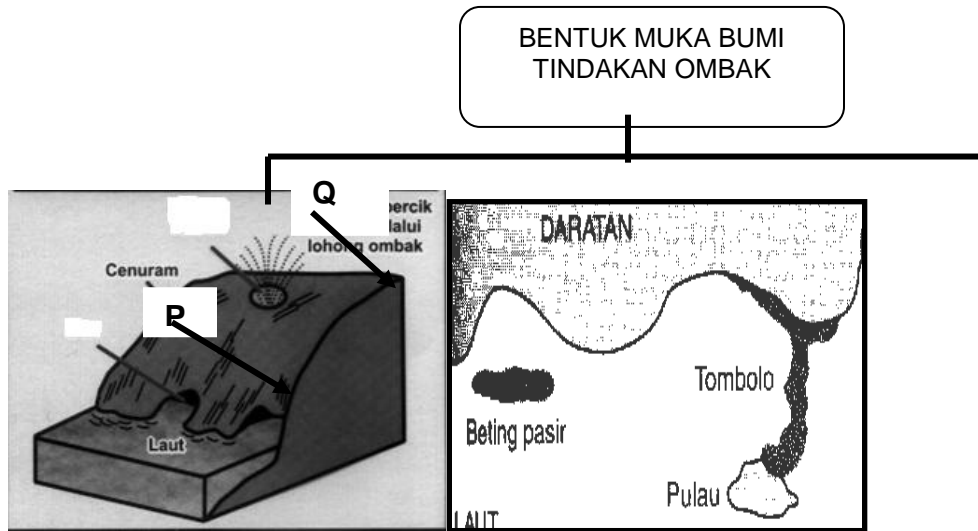 BENTUK MUKA BUMI
TINDAKAN OMBAK
Q
percik
lalui
lohong ombak
Cenuram
P
Laut
DARATAN
Tombolo
Beting pasir
Pulau
LAUT